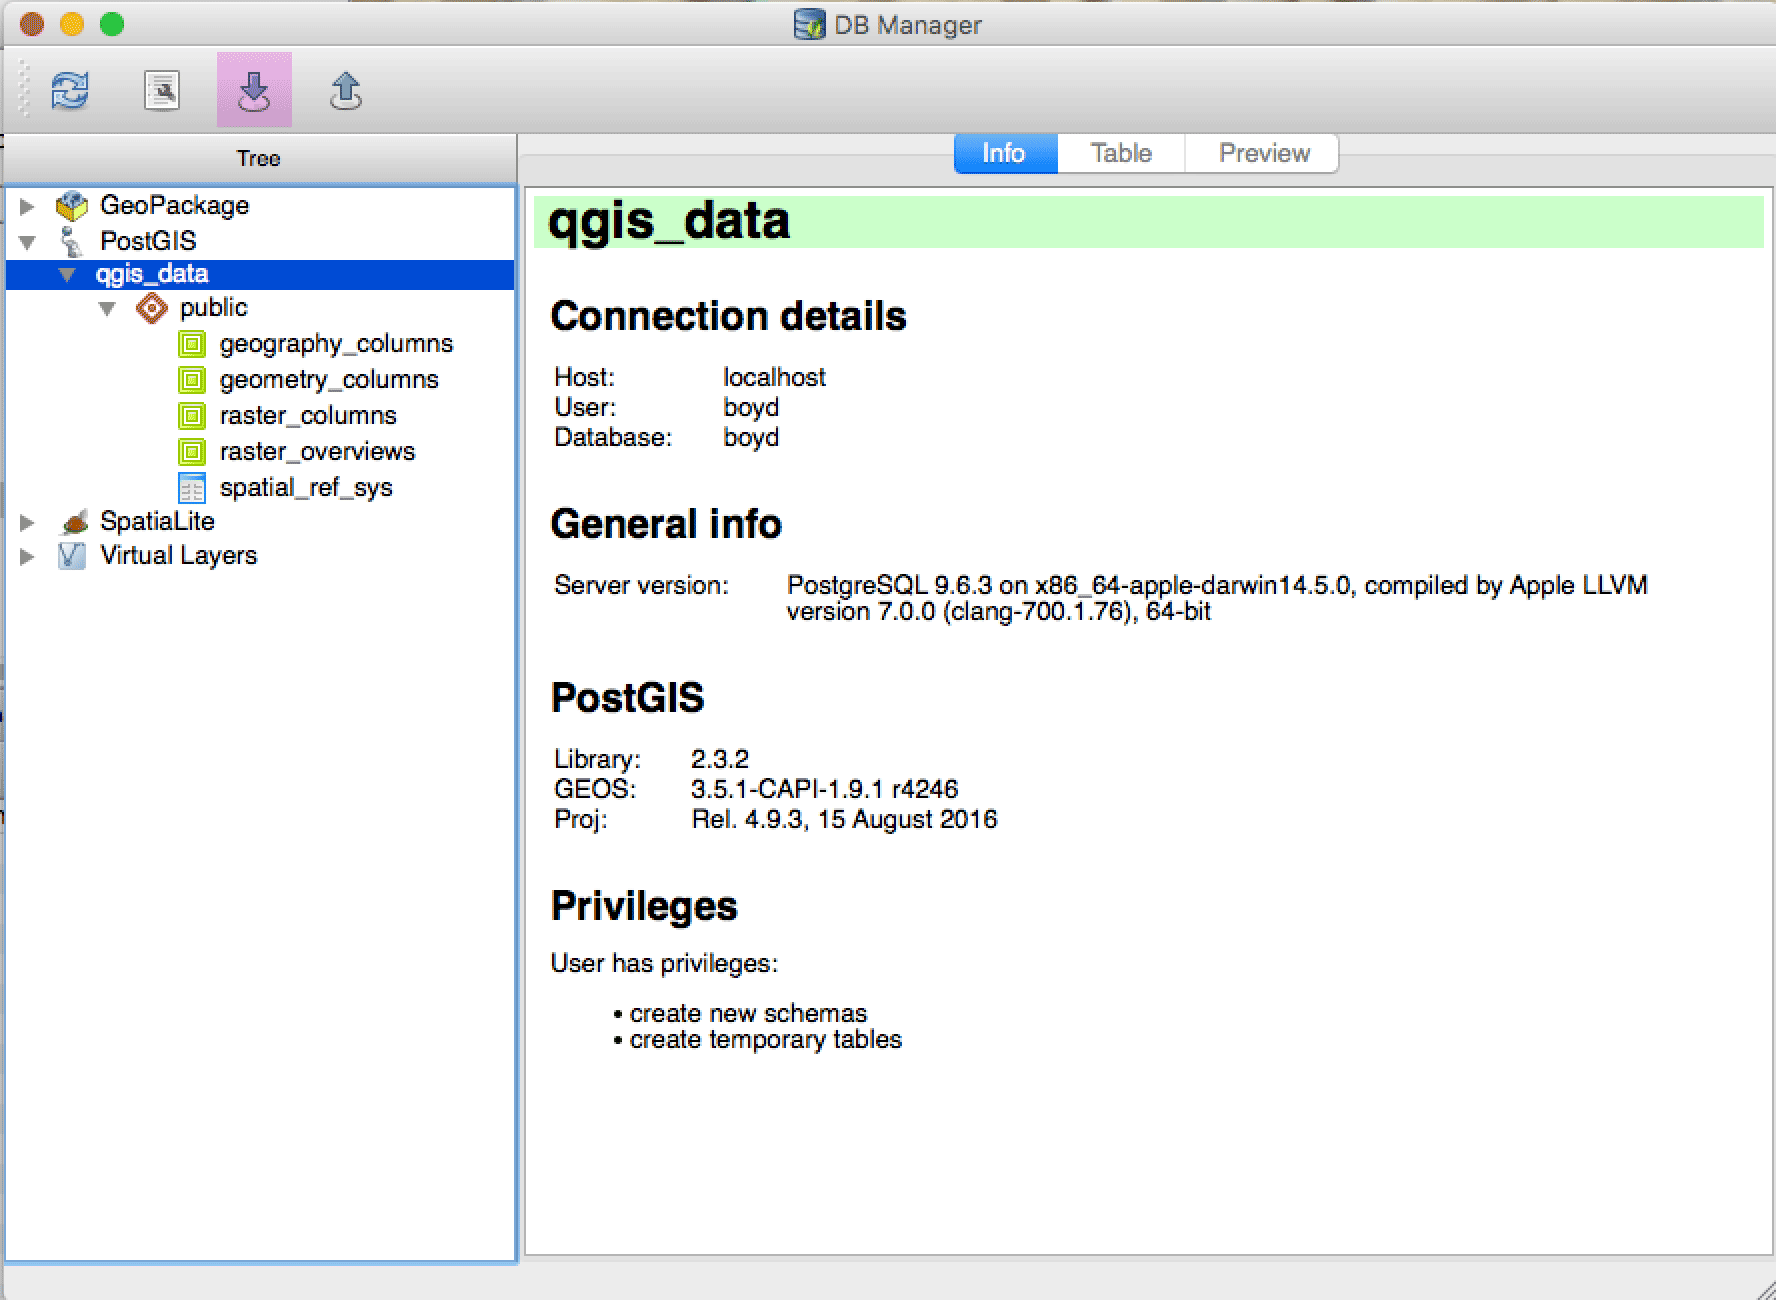 DB Manager
Tree
Info Table Preview
GeoPackage
PostGIS
qgis_data
public
geography_columns
geometry_columns
raster_columns
raster_overviews
spatial_ref_sys
SpatiaLite
Virtual Layers
qgis_data
Connection details
Host: localhost
User: boyd
Database: boyd
General info
Server version: PostgreSQL 9.6.3 on x86_64-apple-darwin14.5.0, compiled by Apple LLVM
version 7.0.0 (clang-700.1.76), 64-bit
PostGIS
Library: 2.3.2
GEOS: 3.5.1-CAPI-1.9.1 r4246
Proj: Rel. 4.9.3, 15 August 2016
Privileges
User has privileges:
• create new schemas
• create temporary tables